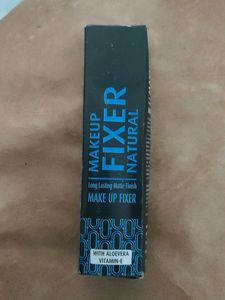 MAKEUP
FIXER
NATURAL
Long Lasting Matte Finish
MAKE UP FIXER
WITH ALOEVERA
VITAMIN-E